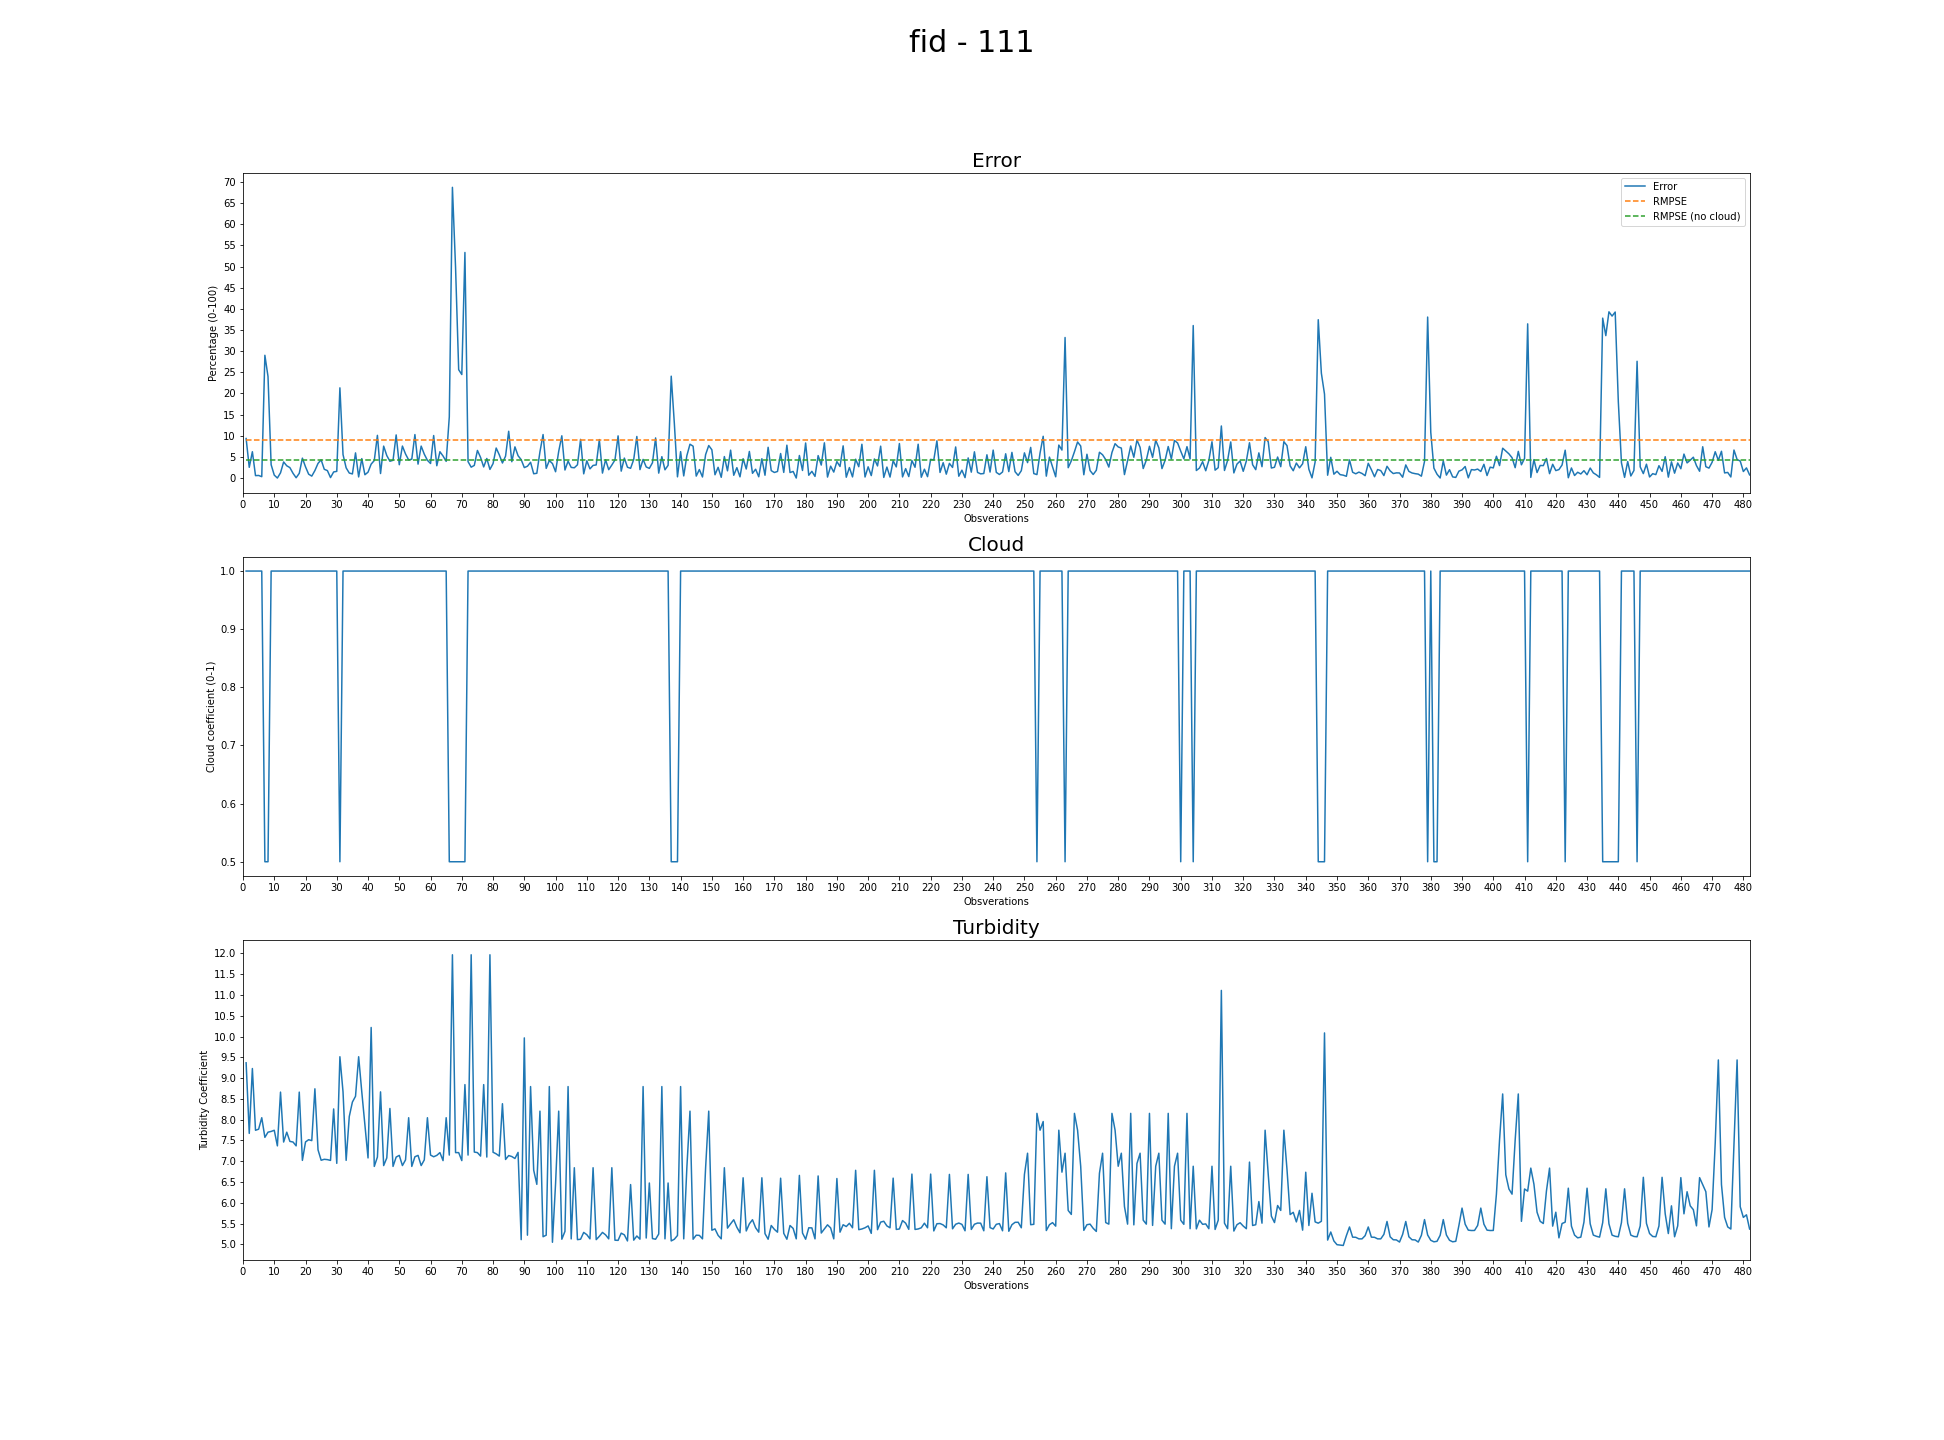 fid - 111
Error
Error
RMPSE
RMPSE (no cloud)
Percentage (0-100)
70
65
60
55
50
45
40
35
30
25
20
15
10
5
0
0 10 20 30 40 50 60 70 80 90 100 110 120 130 140 150 160 170 180 190 200 210 220 230 240 250 260 270 280 290 300 310 320 330 340 350 360 370 380 390 400 410 420 430 440 450 460 470 480
Obsverations
Cloud
Cloud coefficient (0-1)
1.0
0.9
0.8
0.7
0.6
0.5
0 10 20 30 40 50 60 70 80 90 100 110 120 130 140 150 160 170 180 190 200 210 220 230 240 250 260 270 280 290 300 310 320 330 340 350 360 370 380 390 400 410 420 430 440 450 460 470 480
Obsverations
Turbidity
Turbidity Coefficient
12.0
11.5
11.0
10.5
10.0
9.5
9.0
8.5
8.0
7.5
7.0
6.5
6.0
5.5
5.0
0 10 20 30 40 50 60 70 80 90 100 110 120 130 140 150 160 170 180 190 200 210 220 230 240 250 260 270 280 290 300 310 320 330 340 350 360 370 380 390 400 410 420 430 440 450 460 470 480
Obsverations